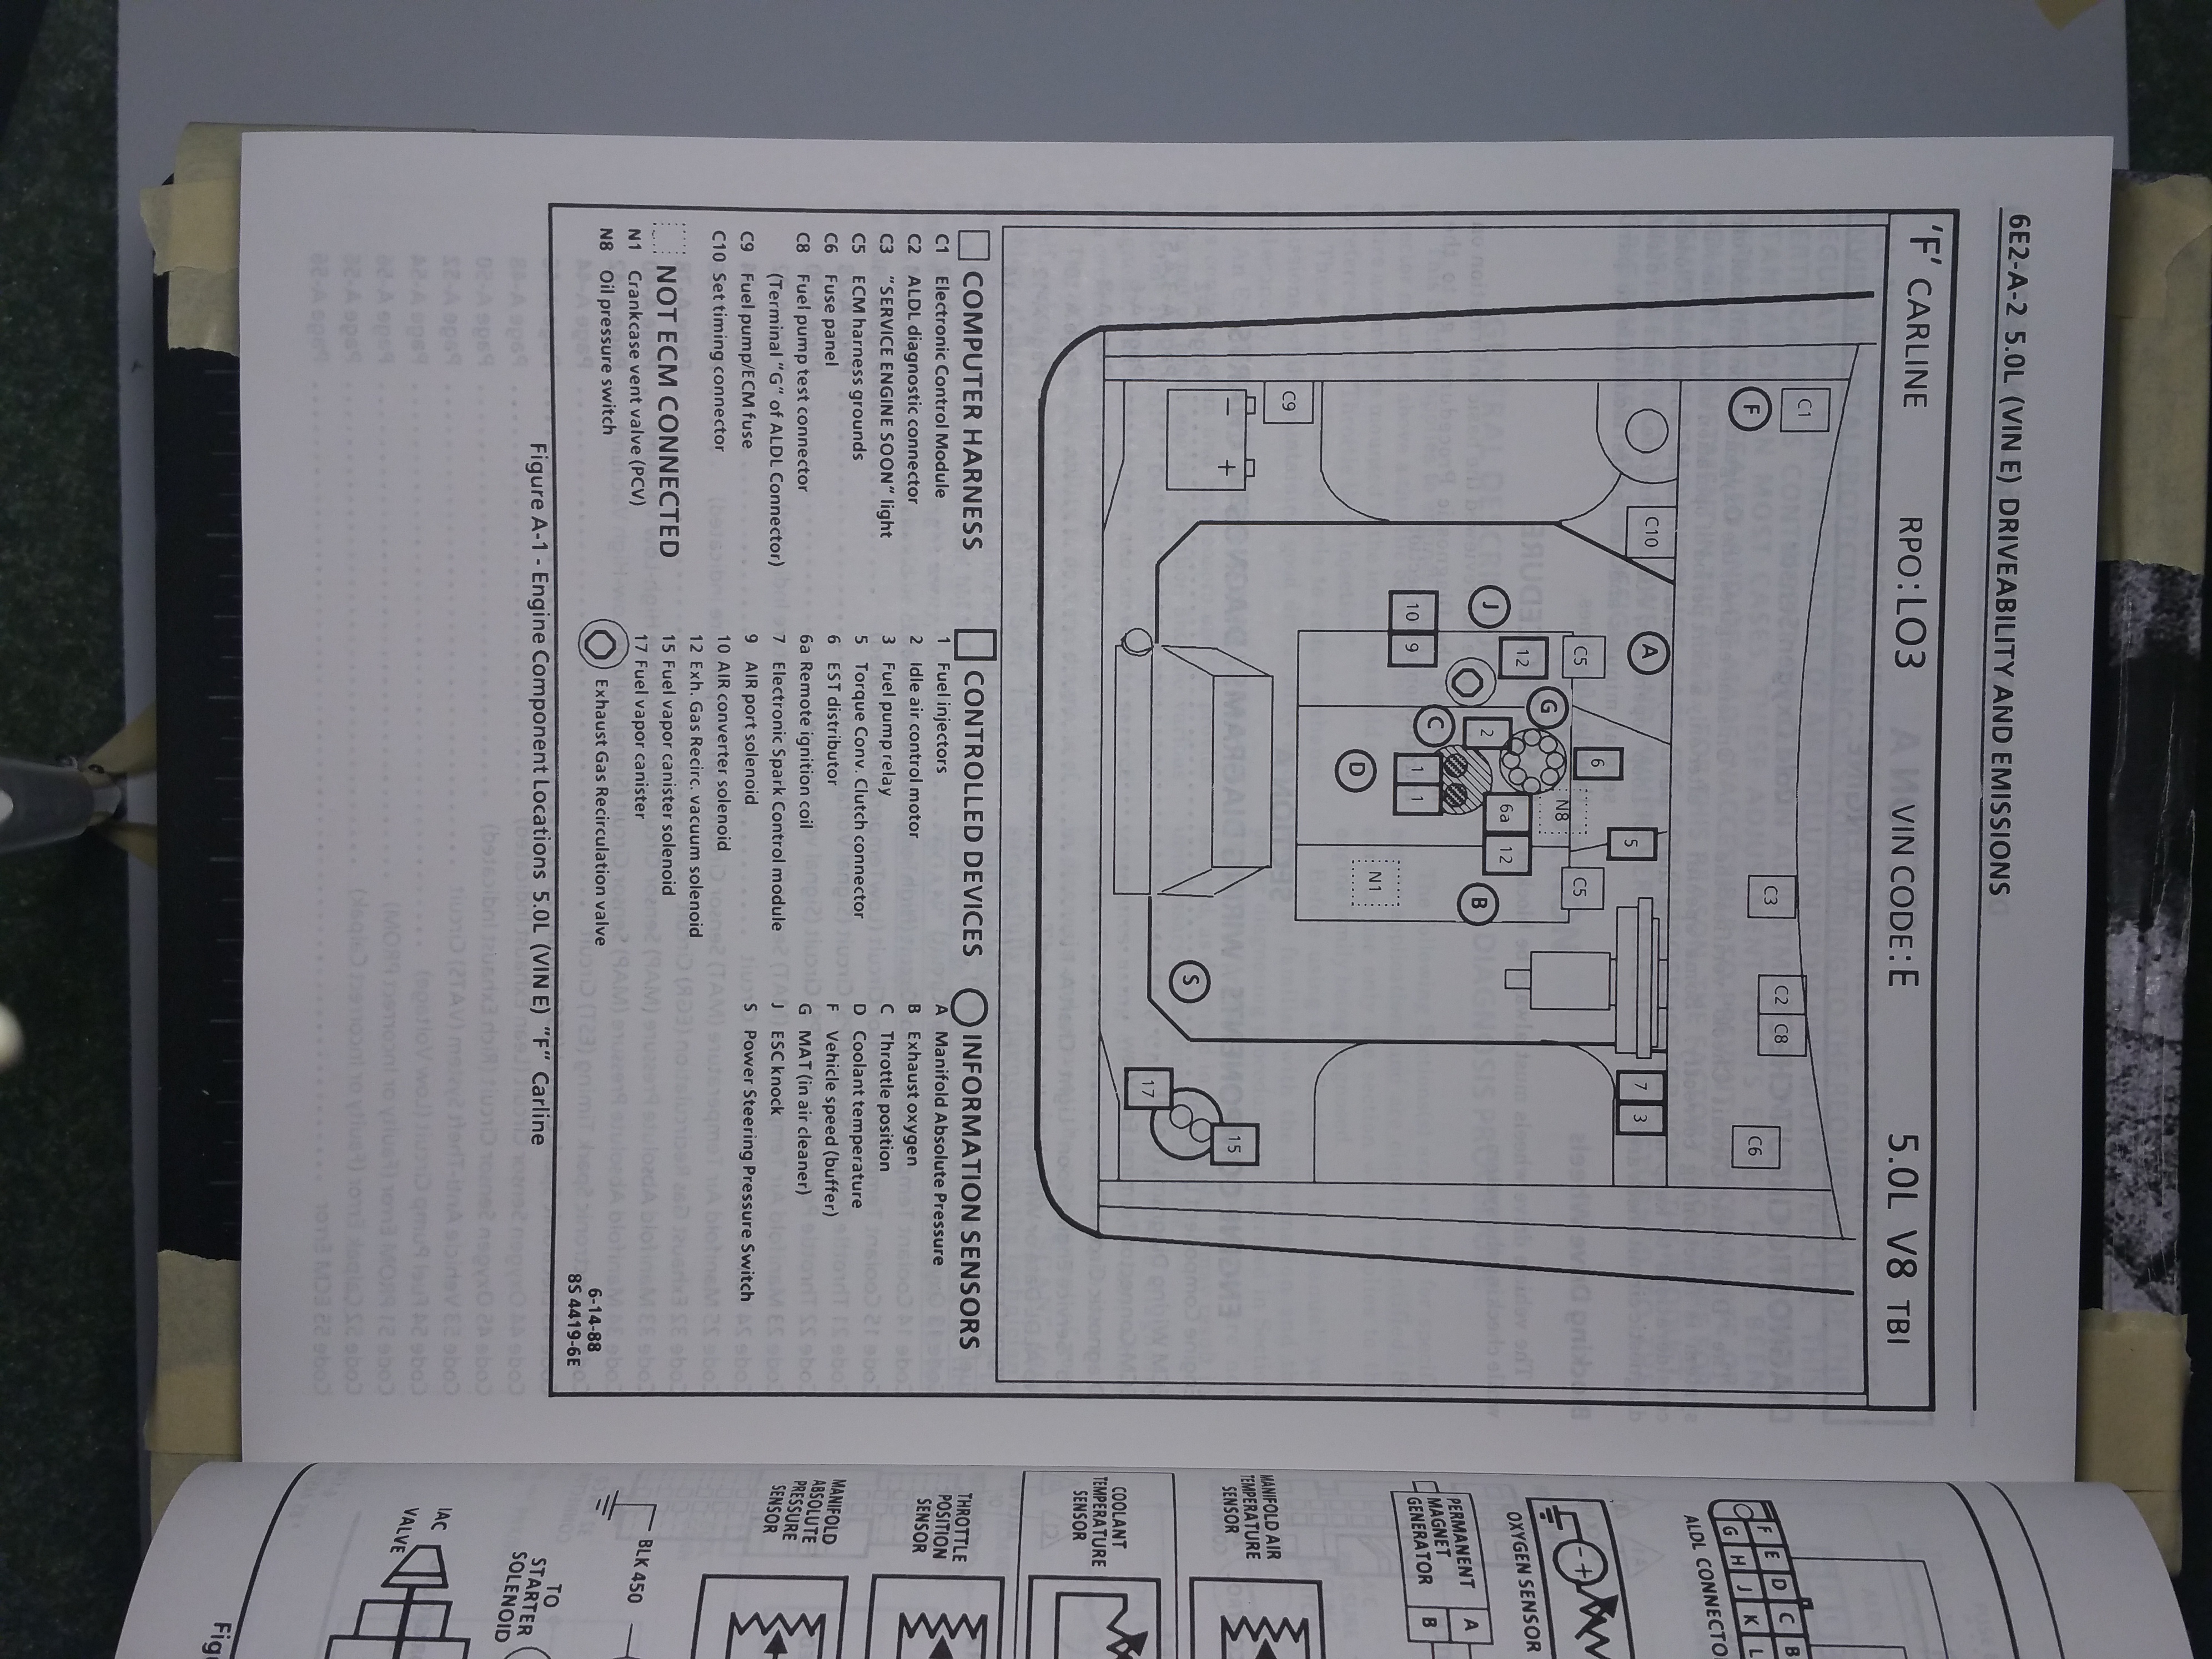 6E2-A-2 5.0L (VIN E) DRIVEABILITY AND EMISSIONS
'F' CARLINE RPO:LO3 VIN CODE:E 5.0L V8 TBI
C1
F
C10
C9
A
C3
C2 C8
C6
5
6
C5
C5
7 3
J
12
G
N8
10 9
C
2
6a 12
B
1 1
D
N1
S
15
17
COMPUTER HARNESS
C1 Electronic Control Module
C2 ALDL diagnostic connector
C3 "SERVICE ENGINE SOON" light
C5 ECM harness grounds
C6 Fuse panel
C8 Fuel pump test connector
(Terminal "G" of ALDL Connector)
C9 Fuel pump/ECM fuse
C10 Set timing connector
NOT ECM CONNECTED
N1 Crankcase vent valve (PCV)
N8 Oil pressure switch
CONTROLLED DEVICES
1 Fuel injectors
2 Idle air control motor
3 Fuel pump relay
5 Torque Conv. Clutch connector
6 EST distributor
6a Remote ignition coil
7 Electronic Spark Control module
9 AIR port solenoid
10 AIR converter solenoid
12 Exh. Gas Recirc. vacuum solenoid
15 Fuel vapor canister solenoid
17 Fuel vapor canister
Exhaust Gas Recirculation valve
INFORMATION SENSORS
A Manifold Absolute Pressure
B Exhaust oxygen
C Throttle position
D Coolant temperature
F Vehicle speed (buffer)
G MAT (in air cleaner)
J ESC knock
S Power Steering Pressure Switch
6-14-88
8S 4419-6E
Figure A-1 - Engine Component Locations 5.0L (VIN E) "F" Carline
F E D C B
G H J K L
ALDL CONNECTO
OXYGEN SENSOR
PERMANENT
MAGNET
GENERATOR
A
B
MANIFOLD AIR
TEMPERATURE
SENSOR
COOLANT
TEMPERATURE
SENSOR
THROTTLE
POSITION
SENSOR
MANIFOLD
ABSOLUTE
PRESSURE
SENSOR
BLK 450
TO
STARTER
SOLENOID
IAC
VALVE